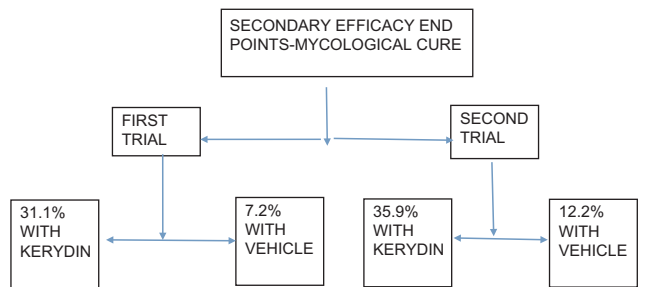 SECONDARY EFFICACY END
POINTS-MYCOLOGICAL CURE
FIRST
TRIAL
SECOND
TRIAL
31.1%
WITH
KERYDIN
7.2%
WITH
VEHICLE
35.9%
WITH
KERYDIN
12.2%
WITH
VEHICLE